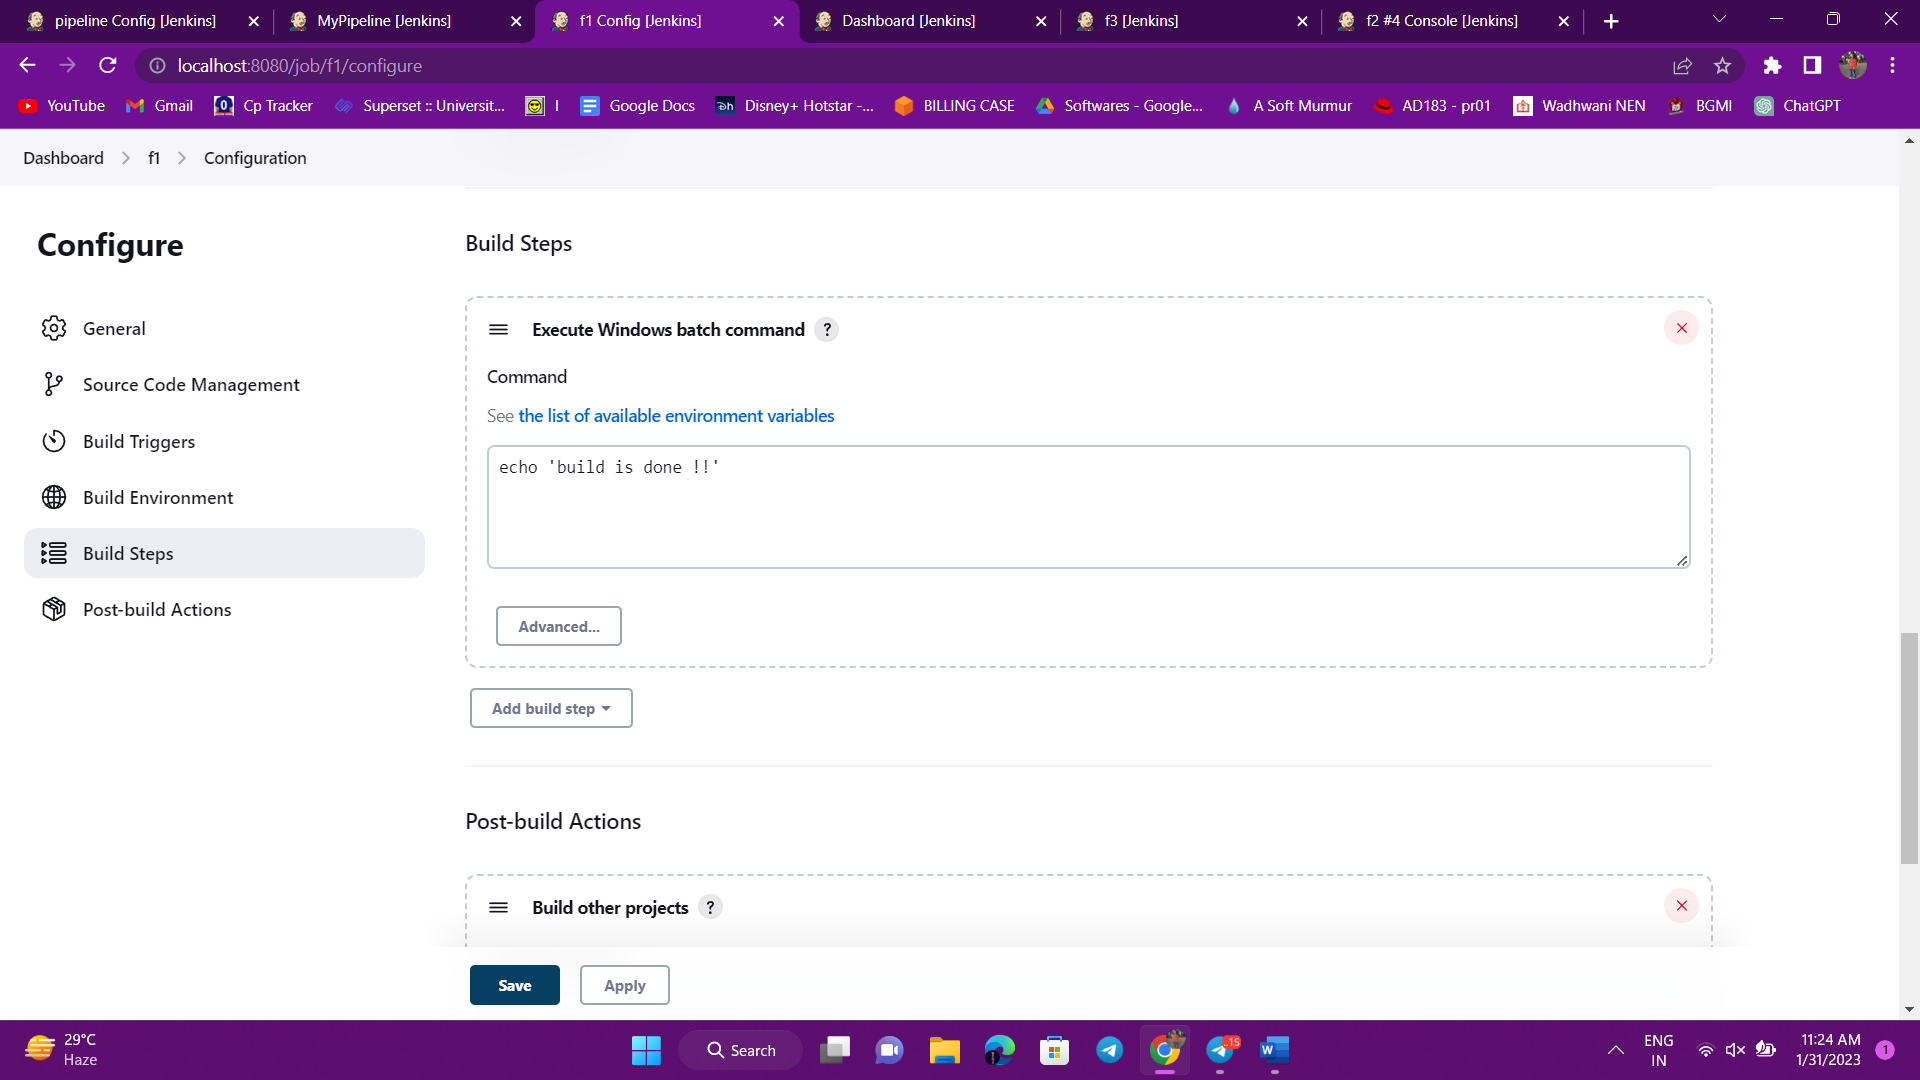 pipeline Config [Jenkins]
MyPipeline [Jenkins]
f1 Config [Jenkins]
Dashboard [Jenkins]
f3 [Jenkins]
f2 #4 Console [Jenkins]
localhost:8080/job/f1/configure
YouTube
Gmail
Cp Tracker
Superset :: Universit...
I
Google Docs
Disney+ Hotstar -...
BILLING CASE
Softwares - Google...
A Soft Murmur
AD183 - pr01
Wadhwani NEN
BGMI
ChatGPT
Dashboard
f1
Configuration
Configure
General
Source Code Management
Build Triggers
Build Environment
Build Steps
Post-build Actions
Build Steps
Execute Windows batch command ?
Command
See the list of available environment variables
echo 'build is done !!'
Advanced...
Add build step
Post-build Actions
Build other projects ?
Save
Apply
29°C
Haze
Search
..15
ENG
IN
11:24 AM
1/31/2023
1